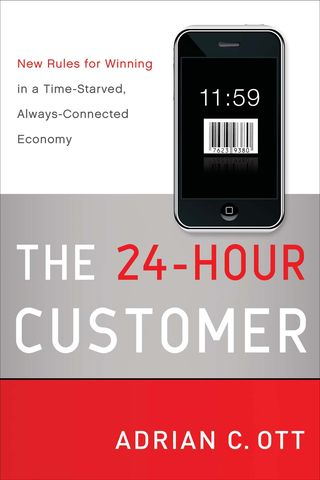 New Rules for Winning
in a Time-Starved,
Always-Connected
Economy
11:59
7623 9380
THE 24-HOUR
CUSTOMER
ADRIAN C. OTT